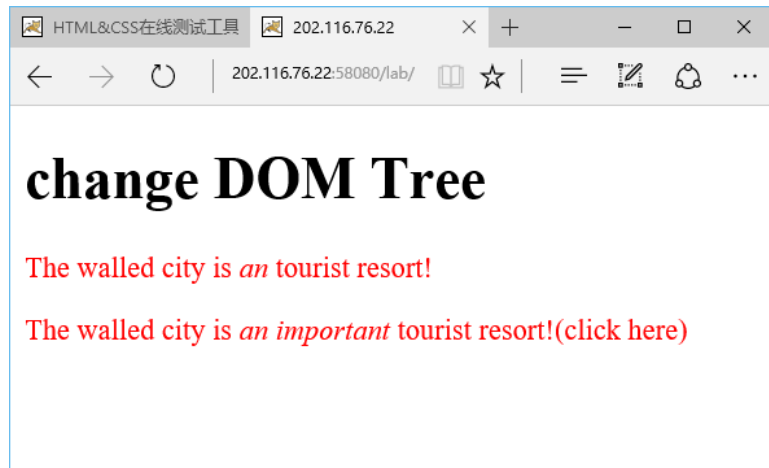 HTML&CSS在线测试工具 202.116.76.22
202.116.76.22:58080/lab/
change DOM Tree
The walled city is an tourist resort!
The walled city is an important tourist resort!(click here)